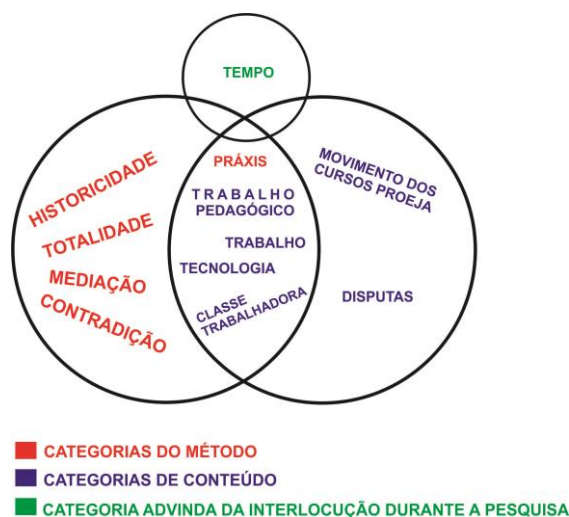 TEMPO
HISTORICIDADE
TOTALIDADE
MEDIAÇÃO
CONTRADIÇÃO
PRÁXIS
TRABALHO
PEDAGÓGICO
TRABALHO
TECNOLOGIA
CLASSE
TRABALHADORA
MOVIMENTO DOS
CURSOS PROEJA
DISPUTAS
CATEGORIAS DO MÉTODO
CATEGORIAS DE CONTEÚDO
CATEGORIA ADVINDA DA INTERLOCUÇÃO DURANTE A PESQUISA